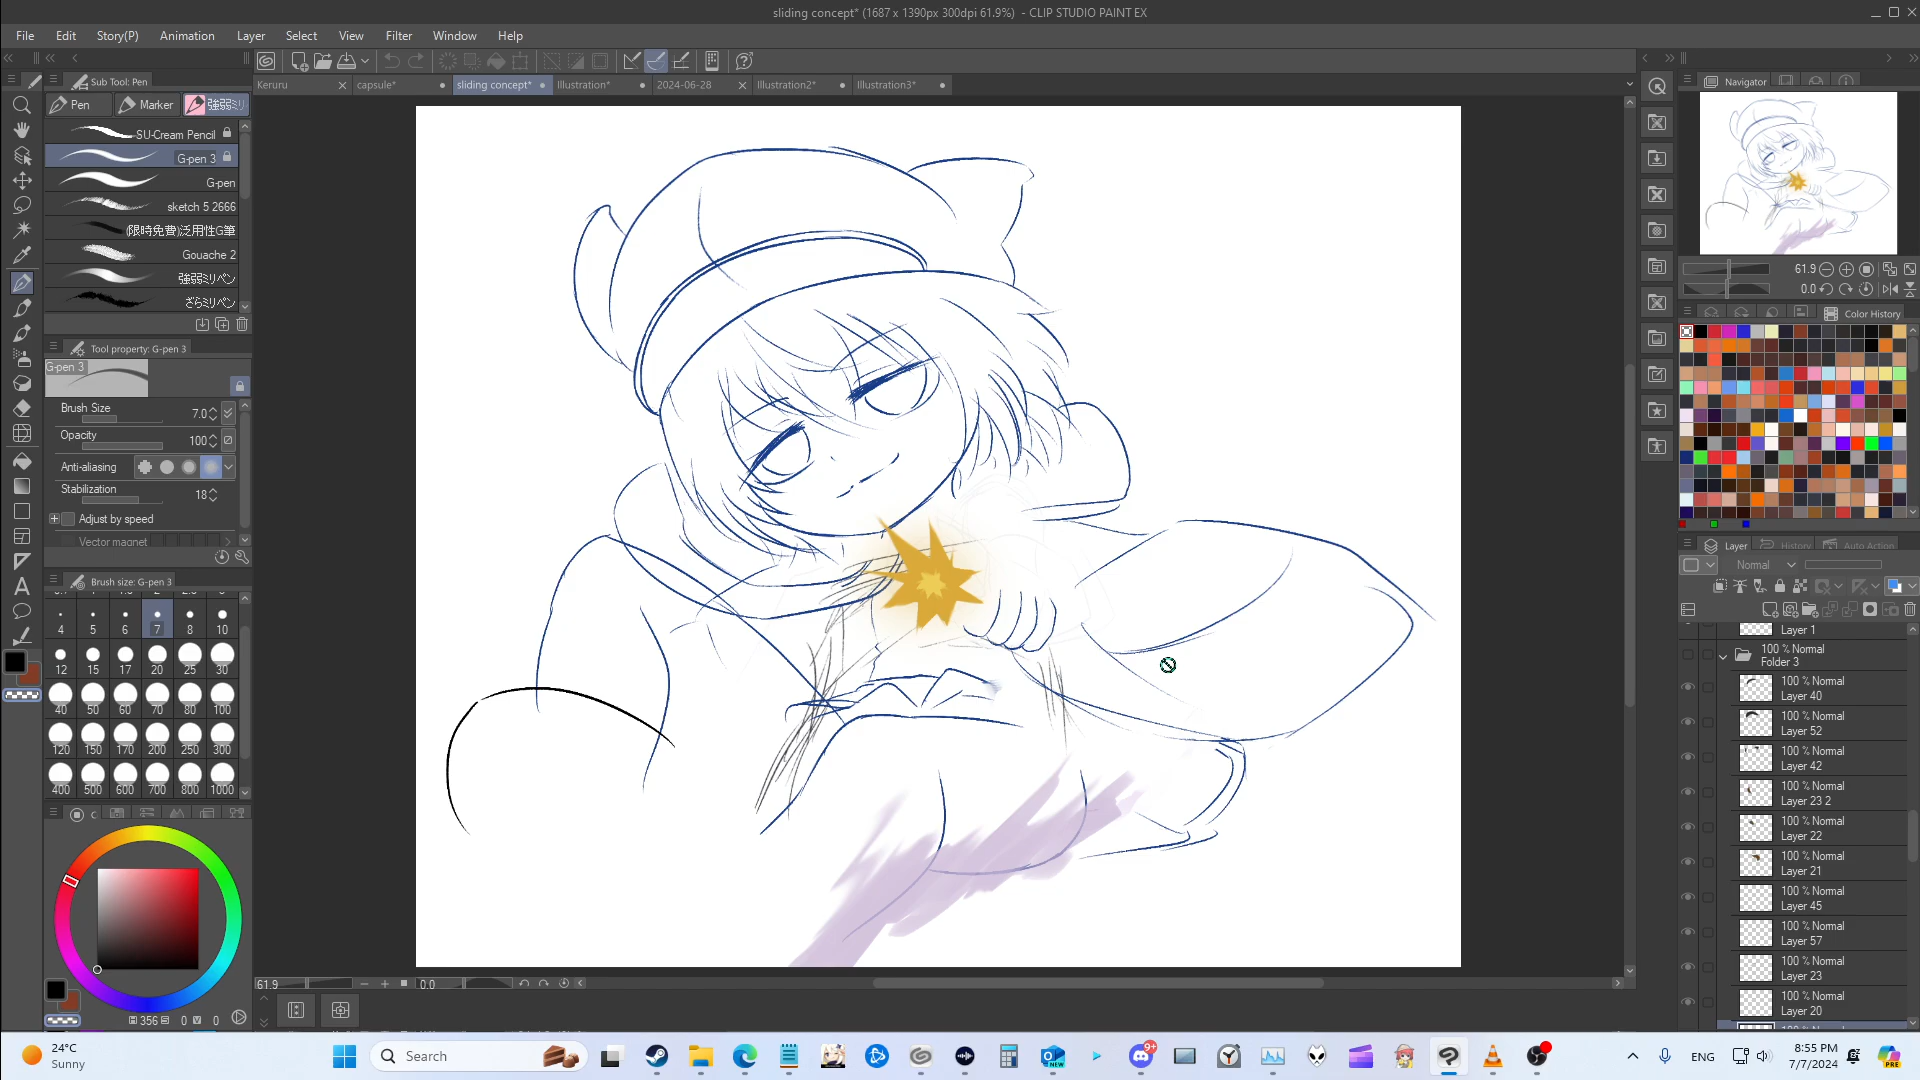 sliding concept* (1687 x 1390px 300dpi 61.9%) - CLIP STUDIO PAINT EX
File Edit Story(P) Animation Layer Select View Filter Window Help
Sub Tool: Pen
Keruru capsule* sliding concept* Illustration* 2024-06-28 Illustration2* Illustration3*
Navigator
Pen Marker 強弱ミリ
SU-Cream Pencil
G-pen 3
G-pen
sketch 5 2666
(限時免費)泛用性G筆
Gouache 2
強弱ミリペン
ざらミリペン
61.9
0.0
Color History
Tool property: G-pen 3
G-pen 3
Brush Size 7.0
Opacity 100
Anti-aliasing
Stabilization 18
Adjust by speed
Vector magnet
Brush size: G-pen 3
4 5 6 7 8 10
12 15 17 20 25 30
40 50 60 70 80 100
120 150 170 200 250 300
400 500 600 700 800 1000
356 0 0
Layer History Auto Action
Normal
Layer 1
100 % Normal
Folder 3
100 % Normal
Layer 40
100 % Normal
Layer 52
100 % Normal
Layer 42
100 % Normal
Layer 23 2
100 % Normal
Layer 22
100 % Normal
Layer 21
100 % Normal
Layer 45
100 % Normal
Layer 57
100 % Normal
Layer 23
100 % Normal
Layer 20
61.9 0.0
24°C
Sunny
Search
9+
NEW
ENG
8:55 PM
7/7/2024
PRE